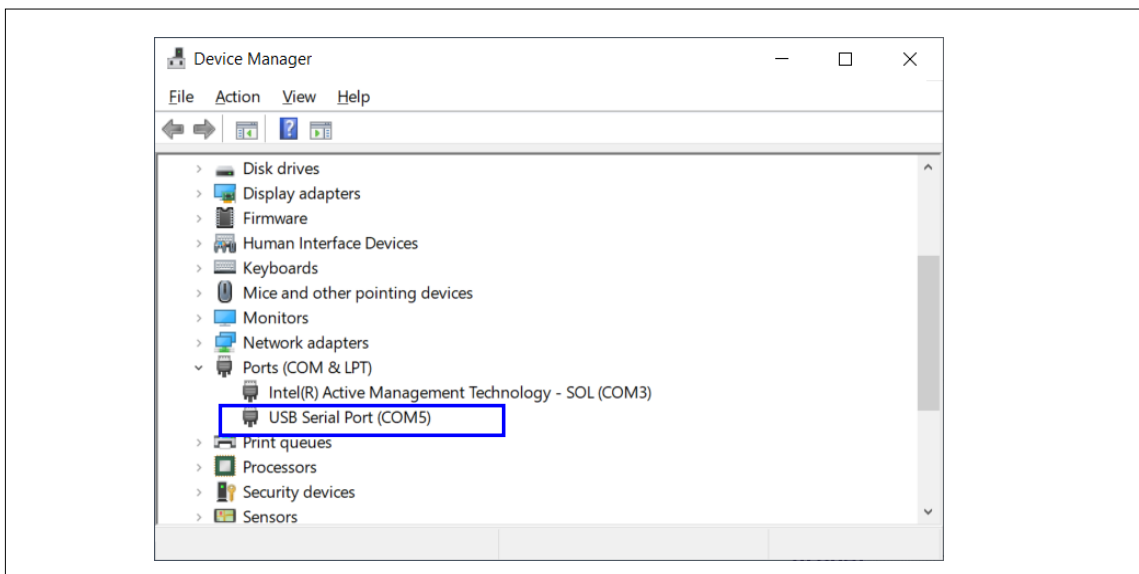 Device Manager
File Action View Help
Disk drives
Display adapters
Firmware
Human Interface Devices
Keyboards
Mice and other pointing devices
Monitors
Network adapters
Ports (COM & LPT)
Intel(R) Active Management Technology - SOL (COM3)
USB Serial Port (COM5)
Print queues
Processors
Security devices
Sensors